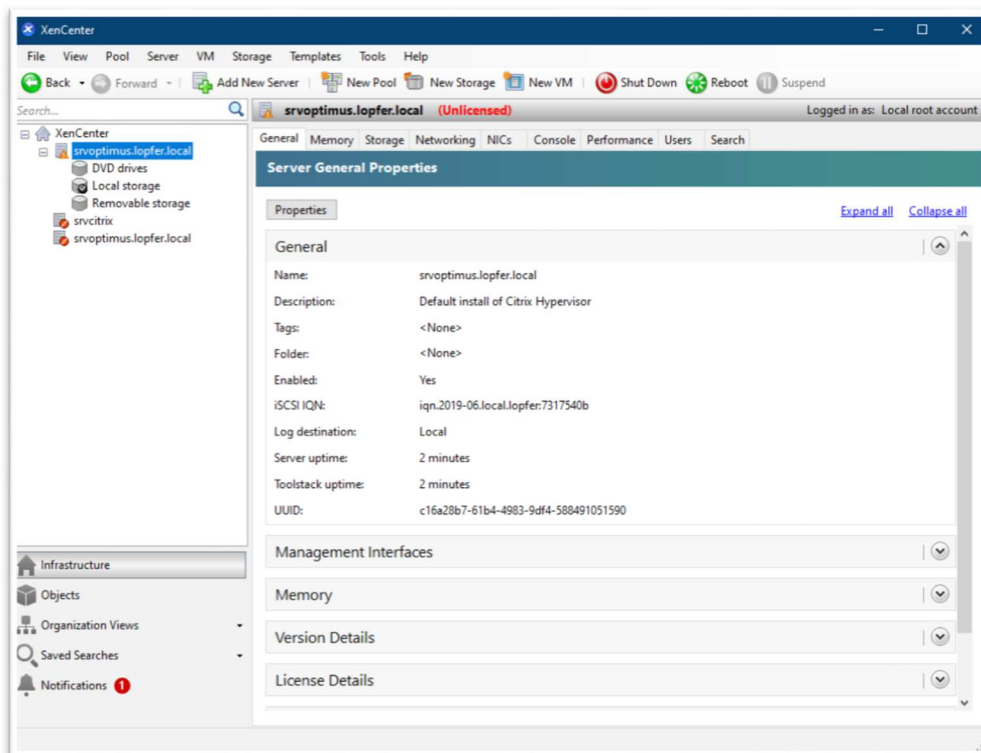 XenCenter
File View Pool Server VM Storage Templates Tools Help
Back Forward Add New Server New Pool New Storage New VM Shut Down Reboot Suspend
Search...
srvoptimus.lopfer.local (Unlicensed) Logged in as: Local root account
XenCenter
srvoptimus.lopfer.local
DVD drives
Local storage
Removable storage
srvcitrix
srvoptimus.lopfer.local
Infrastructure
Objects
Organization Views
Saved Searches
Notifications 1
General Memory Storage Networking NICs Console Performance Users Search
Server General Properties
Properties Expand all Collapse all
General
Name: srvoptimus.lopfer.local
Description: Default install of Citrix Hypervisor
Tags: <None>
Folder: <None>
Enabled: Yes
iSCSI IQN: iqn.2019-06.local.lopfer:7317540b
Log destination: Local
Server uptime: 2 minutes
Toolstack uptime: 2 minutes
UUID: c16a28b7-61b4-4983-9df4-588491051590
Management Interfaces
Memory
Version Details
License Details